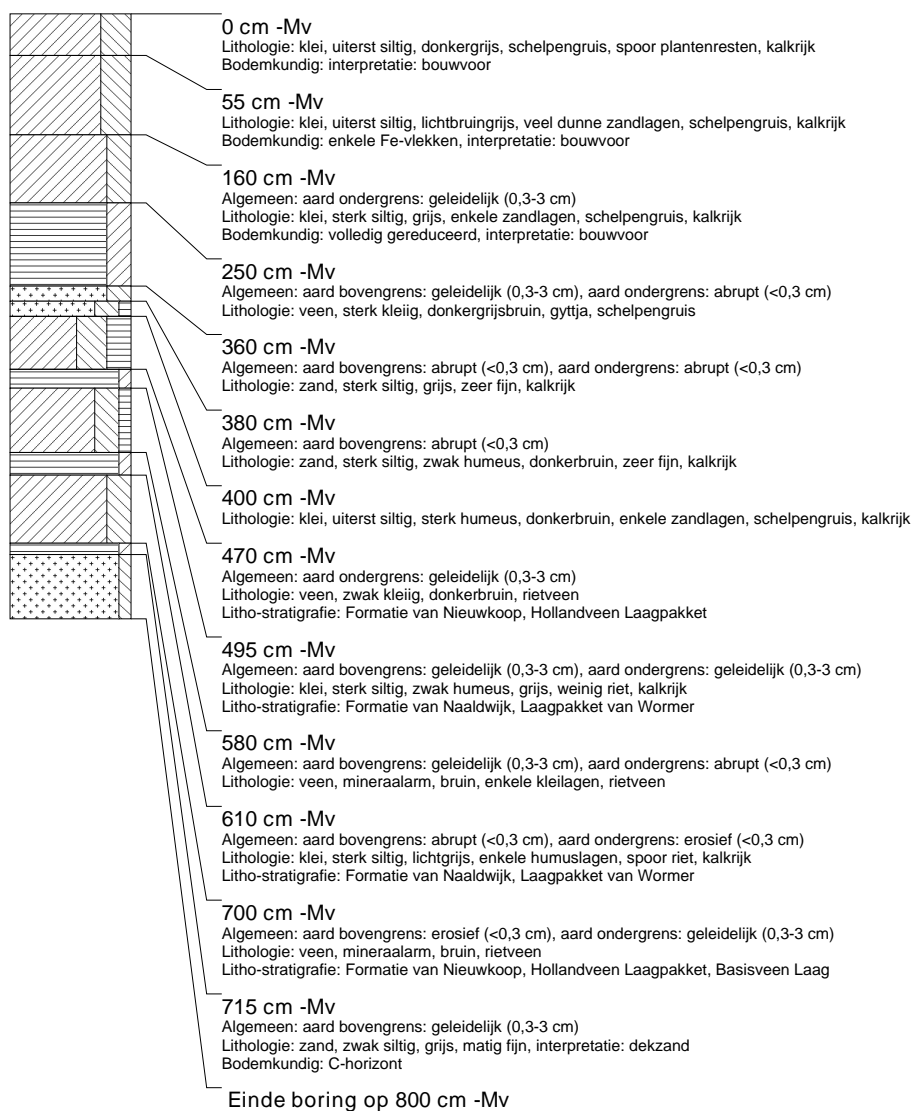 0 cm -Mv
Lithologie: klei, uiterst siltig, donkergrijs, schelpengruis, spoor plantenresten, kalkrijk
Bodemkundig: interpretatie: bouwvoor
55 cm -Mv
Lithologie: klei, uiterst siltig, lichtbruingrijs, veel dunne zandlagen, schelpengruis, kalkrijk
Bodemkundig: enkele Fe-vlekken, interpretatie: bouwvoor
160 cm -Mv
Algemeen: aard ondergrens: geleidelijk (0,3-3 cm)
Lithologie: klei, sterk siltig, grijs, enkele zandlagen, schelpengruis, kalkrijk
Bodemkundig: volledig gereduceerd, interpretatie: bouwvoor
250 cm -Mv
Algemeen: aard bovengrens: geleidelijk (0,3-3 cm), aard ondergrens: abrupt (<0,3 cm)
Lithologie: veen, sterk kleiig, donkergrijsbruin, gyttja, schelpengruis
360 cm -Mv
Algemeen: aard bovengrens: abrupt (<0,3 cm), aard ondergrens: abrupt (<0,3 cm)
Lithologie: zand, sterk siltig, grijs, zeer fijn, kalkrijk
380 cm -Mv
Algemeen: aard bovengrens: abrupt (<0,3 cm)
Lithologie: zand, sterk siltig, zwak humeus, donkerbruin, zeer fijn, kalkrijk
400 cm -Mv
Lithologie: klei, uiterst siltig, sterk humeus, donkerbruin, enkele zandlagen, schelpengruis, kalkrijk
470 cm -Mv
Algemeen: aard ondergrens: geleidelijk (0,3-3 cm)
Lithologie: veen, zwak kleiig, donkerbruin, rietveen
Litho-stratigrafie: Formatie van Nieuwkoop, Hollandveen Laagpakket
495 cm -Mv
Algemeen: aard bovengrens: geleidelijk (0,3-3 cm), aard ondergrens: geleidelijk (0,3-3 cm)
Lithologie: klei, sterk siltig, zwak humeus, grijs, weinig riet, kalkrijk
Litho-stratigrafie: Formatie van Naaldwijk, Laagpakket van Wormer
580 cm -Mv
Algemeen: aard bovengrens: geleidelijk (0,3-3 cm), aard ondergrens: abrupt (<0,3 cm)
Lithologie: veen, mineraalarm, bruin, enkele kleilagen, rietveen
610 cm -Mv
Algemeen: aard bovengrens: abrupt (<0,3 cm), aard ondergrens: erosief (<0,3 cm)
Lithologie: klei, sterk siltig, lichtgrijs, enkele humuslagen, spoor riet, kalkrijk
Litho-stratigrafie: Formatie van Naaldwijk, Laagpakket van Wormer
700 cm -Mv
Algemeen: aard bovengrens: erosief (<0,3 cm), aard ondergrens: geleidelijk (0,3-3 cm)
Lithologie: veen, mineraalarm, bruin, rietveen
Litho-stratigrafie: Formatie van Nieuwkoop, Hollandveen Laagpakket, Basisveen Laag
715 cm -Mv
Algemeen: aard bovengrens: geleidelijk (0,3-3 cm)
Lithologie: zand, zwak siltig, grijs, matig fijn, interpretatie: dekzand
Bodemkundig: C-horizont
Einde boring op 800 cm -Mv